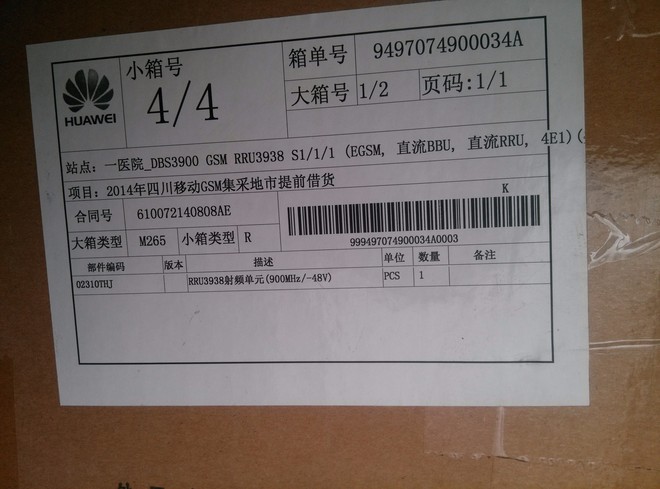 HUAWEI
小箱号
4/4
箱单号 9497074900034A
大箱号 1/2 页码:1/1
站点: 一医院_DBS3900 GSM RRU3938 S1/1/1 (EGSM, 直流BBU, 直流RRU, 4E1)(
项目: 2014年四川移动GSM集采地市提前借货
合同号 610072140808AE
K
大箱类型 M265 小箱类型 R
999497074900034A0003
部件编码 版本 描述 单位 数量 备注
02310THJ RRU3938射频单元(900MHz/-48V) PCS 1